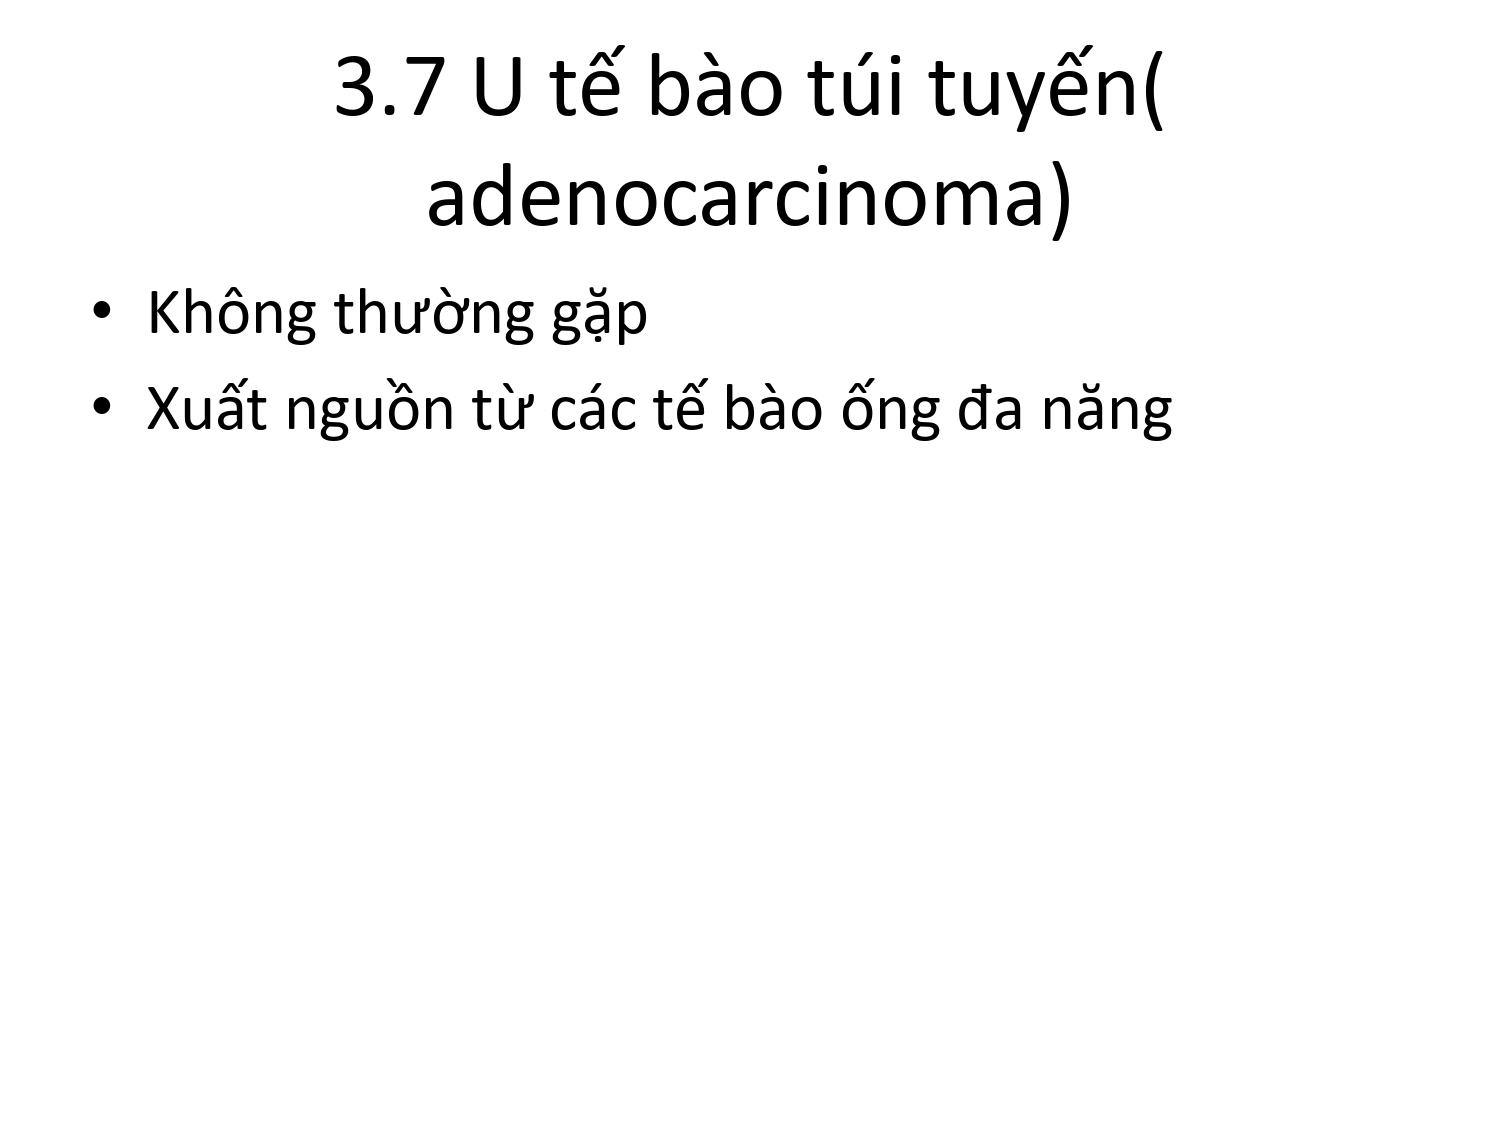 3.7 U tế bào túi tuyến(
adenocarcinoma)
• Không thường gặp
• Xuất nguồn từ các tế bào ống đa năng